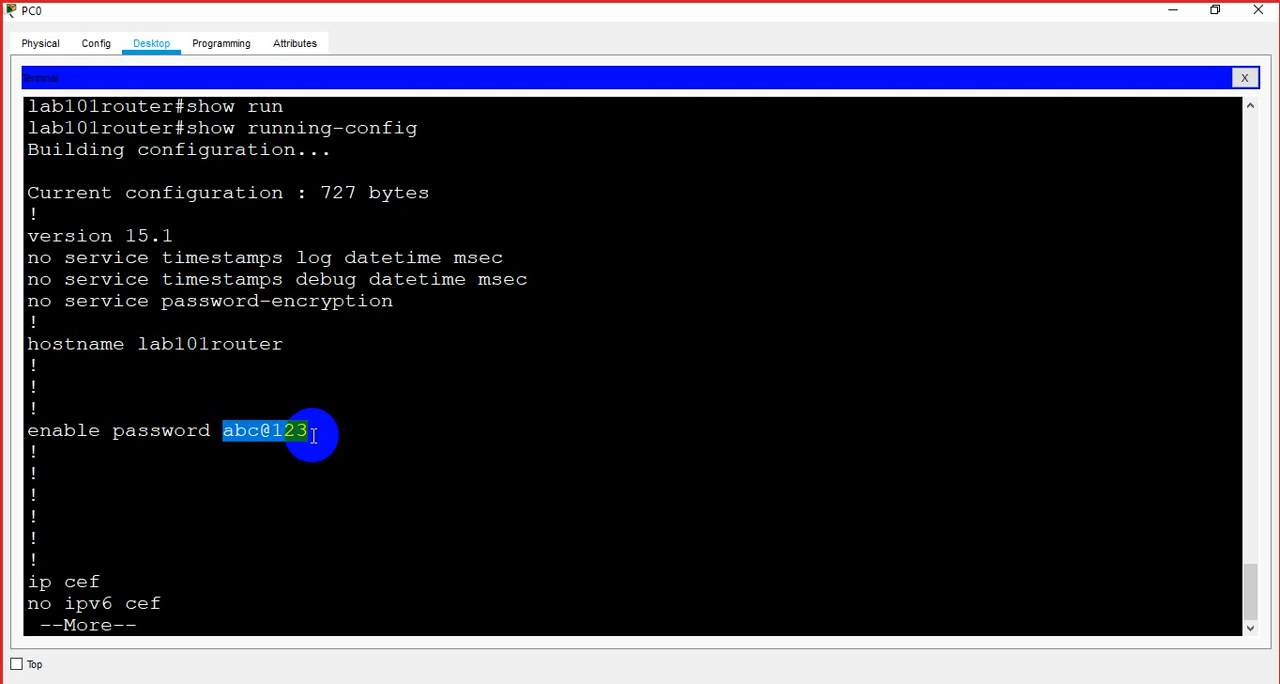 PC0
Physical Config Desktop Programming Attributes
Terminal
X
lab101router#show run
lab101router#show running-config
Building configuration...
Current configuration : 727 bytes
!
version 15.1
no service timestamps log datetime msec
no service timestamps debug datetime msec
no service password-encryption
!
hostname lab101router
!
!
!
enable password abc@123
!
!
!
!
!
!
ip cef
no ipv6 cef
--More--
Top